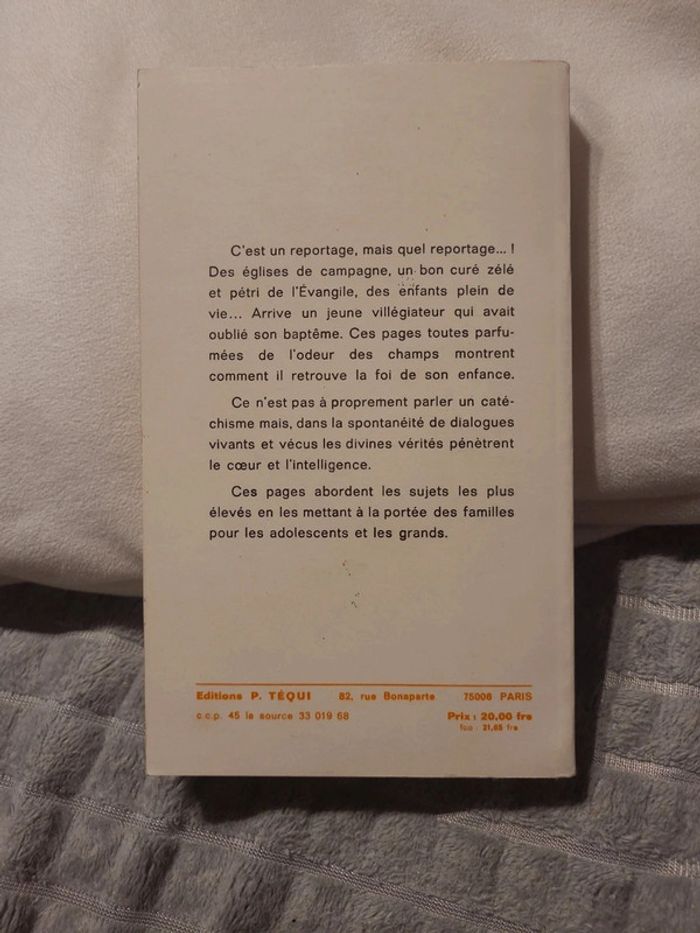 C'est un reportage, mais quel reportage... !
Des églises de campagne, un bon curé zélé
et pétri de l'Évangile, des enfants plein de
vie... Arrive un jeune villégiateur qui avait
oublié son baptême. Ces pages toutes parfu-
mées de l'odeur des champs montrent
comment il retrouve la foi de son enfance.
Ce n'est pas à proprement parler un caté-
chisme mais, dans la spontanéité de dialogues
vivants et vécus les divines vérités pénètrent
le cœur et l'intelligence.
Ces pages abordent les sujets les plus
élevés en les mettant à la portée des familles
pour les adolescents et les grands.
Editions P. TÉQUI 82, rue Bonaparte 75006 PARIS
c.c.p. 45 la source 33 019 68 Prix : 20,00 frs
fco : 21,65 frs